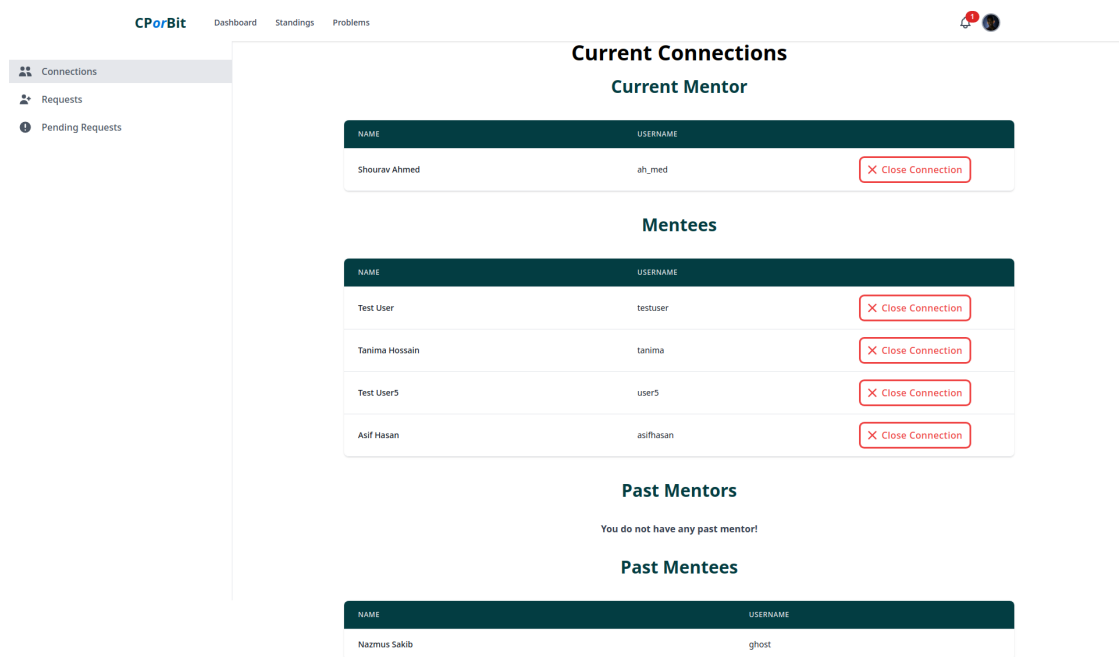 CPorBit Dashboard Standings Problems 1
Connections
Requests
Pending Requests
Current Connections
Current Mentor
NAME USERNAME
Shourav Ahmed ah_med Close Connection
Mentees
NAME USERNAME
Test User testuser Close Connection
Tanima Hossain tanima Close Connection
Test User5 user5 Close Connection
Asif Hasan asifhasan Close Connection
Past Mentors
You do not have any past mentor!
Past Mentees
NAME USERNAME
Nazmus Sakib ghost